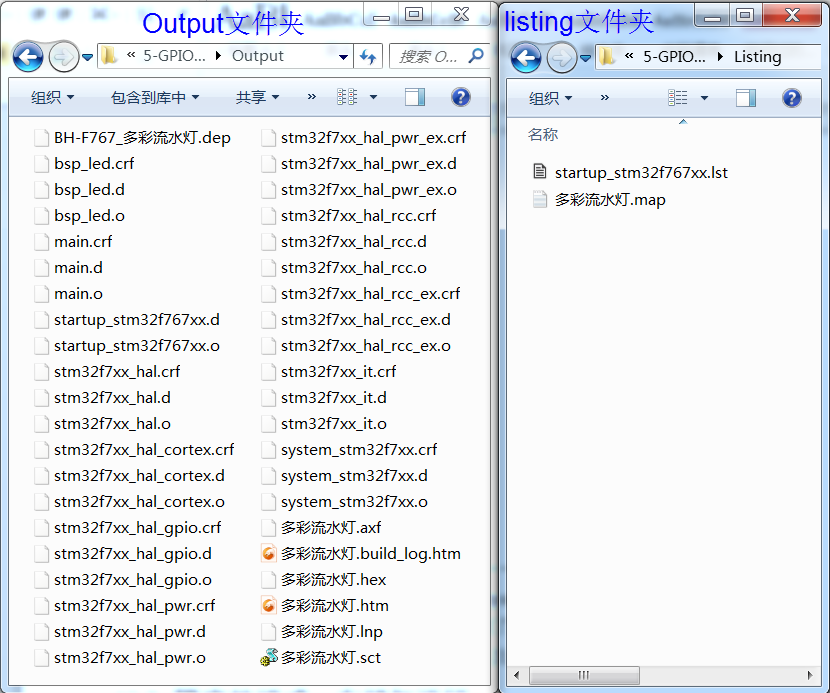 Output文件夹
« 5-GPIO... ▸ Output
搜索 O...
组织 包含到库中 共享 »
BH-F767_多彩流水灯.dep
bsp_led.crf
bsp_led.d
bsp_led.o
main.crf
main.d
main.o
startup_stm32f767xx.d
startup_stm32f767xx.o
stm32f7xx_hal.crf
stm32f7xx_hal.d
stm32f7xx_hal.o
stm32f7xx_hal_cortex.crf
stm32f7xx_hal_cortex.d
stm32f7xx_hal_cortex.o
stm32f7xx_hal_gpio.crf
stm32f7xx_hal_gpio.d
stm32f7xx_hal_gpio.o
stm32f7xx_hal_pwr.crf
stm32f7xx_hal_pwr.d
stm32f7xx_hal_pwr.o
stm32f7xx_hal_pwr_ex.crf
stm32f7xx_hal_pwr_ex.d
stm32f7xx_hal_pwr_ex.o
stm32f7xx_hal_rcc.crf
stm32f7xx_hal_rcc.d
stm32f7xx_hal_rcc.o
stm32f7xx_hal_rcc_ex.crf
stm32f7xx_hal_rcc_ex.d
stm32f7xx_hal_rcc_ex.o
stm32f7xx_it.crf
stm32f7xx_it.d
stm32f7xx_it.o
system_stm32f7xx.crf
system_stm32f7xx.d
system_stm32f7xx.o
多彩流水灯.axf
多彩流水灯.build_log.htm
多彩流水灯.hex
多彩流水灯.htm
多彩流水灯.lnp
多彩流水灯.sct
listing文件夹
« 5-GPIO... ▸ Listing
组织 »
名称
startup_stm32f767xx.lst
多彩流水灯.map